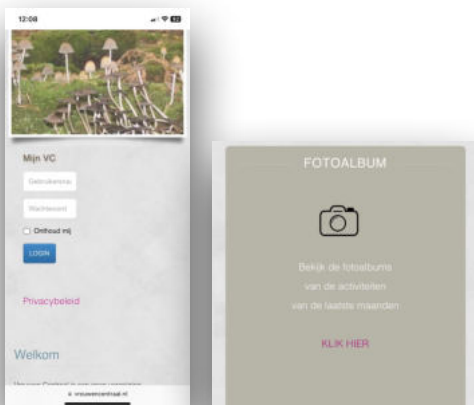 12:08
Mijn VC
Wachtwoord
Onthoud mij
LOGIN
Privacybeleid
Welkom
vrouwencentraal.nl
FOTOALBUM
Bekijk de fotoalbums
van de activiteiten
van de laatste maanden
KLIK HIER